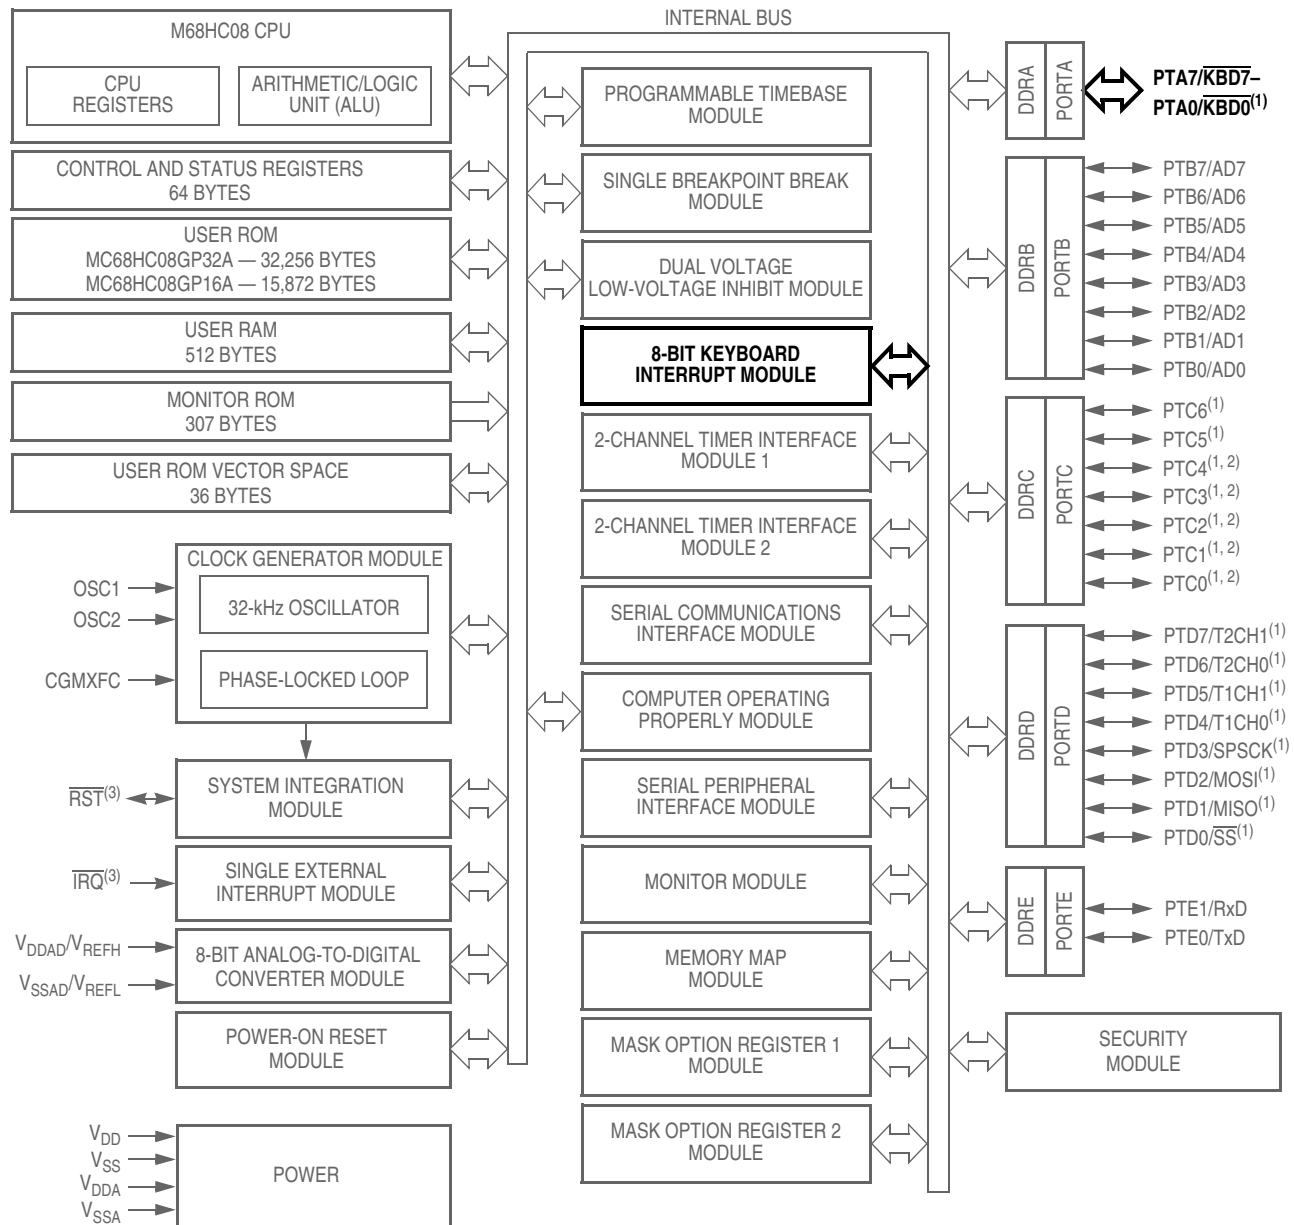 INTERNAL BUS
M68HC08 CPU
CPU
REGISTERS
ARITHMETIC/LOGIC
UNIT (ALU)
CONTROL AND STATUS REGISTERS
64 BYTES
USER ROM
MC68HC08GP32A — 32,256 BYTES
MC68HC08GP16A — 15,872 BYTES
USER RAM
512 BYTES
MONITOR ROM
307 BYTES
USER ROM VECTOR SPACE
36 BYTES
CLOCK GENERATOR MODULE
32-kHz OSCILLATOR
PHASE-LOCKED LOOP
OSC1
OSC2
CGMXFC
SYSTEM INTEGRATION
MODULE
RST(3)
SINGLE EXTERNAL
INTERRUPT MODULE
IRQ(3)
8-BIT ANALOG-TO-DIGITAL
CONVERTER MODULE
VDDAD/VREFH
VSSAD/VREFL
POWER-ON RESET
MODULE
POWER
VDD
VSS
VDDA
VSSA
PROGRAMMABLE TIMEBASE
MODULE
SINGLE BREAKPOINT BREAK
MODULE
DUAL VOLTAGE
LOW-VOLTAGE INHIBIT MODULE
8-BIT KEYBOARD
INTERRUPT MODULE
2-CHANNEL TIMER INTERFACE
MODULE 1
2-CHANNEL TIMER INTERFACE
MODULE 2
SERIAL COMMUNICATIONS
INTERFACE MODULE
COMPUTER OPERATING
PROPERLY MODULE
SERIAL PERIPHERAL
INTERFACE MODULE
MONITOR MODULE
MEMORY MAP
MODULE
MASK OPTION REGISTER 1
MODULE
MASK OPTION REGISTER 2
MODULE
DDRA
PORTA
PTA7/KBD7–
PTA0/KBD0(1)
DDRB
PORTB
PTB7/AD7
PTB6/AD6
PTB5/AD5
PTB4/AD4
PTB3/AD3
PTB2/AD2
PTB1/AD1
PTB0/AD0
DDRC
PORTC
PTC6(1)
PTC5(1)
PTC4(1, 2)
PTC3(1, 2)
PTC2(1, 2)
PTC1(1, 2)
PTC0(1, 2)
DDRD
PORTD
PTD7/T2CH1(1)
PTD6/T2CH0(1)
PTD5/T1CH1(1)
PTD4/T1CH0(1)
PTD3/SPSCK(1)
PTD2/MOSI(1)
PTD1/MISO(1)
PTD0/SS(1)
DDRE
PORTE
PTE1/RxD
PTE0/TxD
SECURITY
MODULE